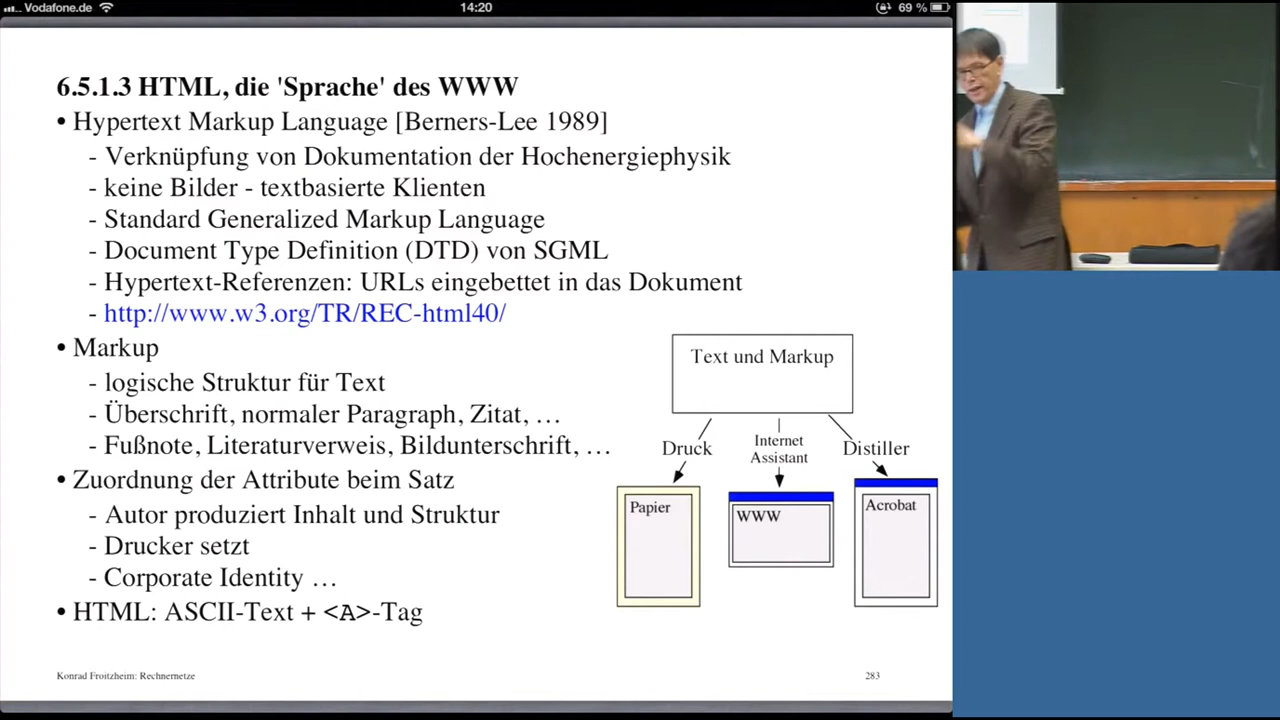 Vodafone.de
14:20
69 %
6.5.1.3 HTML, die 'Sprache' des WWW
• Hypertext Markup Language [Berners-Lee 1989]
- Verknüpfung von Dokumentation der Hochenergiephysik
- keine Bilder - textbasierte Klienten
- Standard Generalized Markup Language
- Document Type Definition (DTD) von SGML
- Hypertext-Referenzen: URLs eingebettet in das Dokument
- http://www.w3.org/TR/REC-html40/
• Markup
- logische Struktur für Text
- Überschrift, normaler Paragraph, Zitat, …
- Fußnote, Literaturverweis, Bildunterschrift, …
• Zuordnung der Attribute beim Satz
- Autor produziert Inhalt und Struktur
- Drucker setzt
- Corporate Identity …
• HTML: ASCII-Text + <A>-Tag
Text und Markup
Druck
Internet
Assistant
Distiller
Papier
WWW
Acrobat
Konrad Froitzheim: Rechnernetze
283